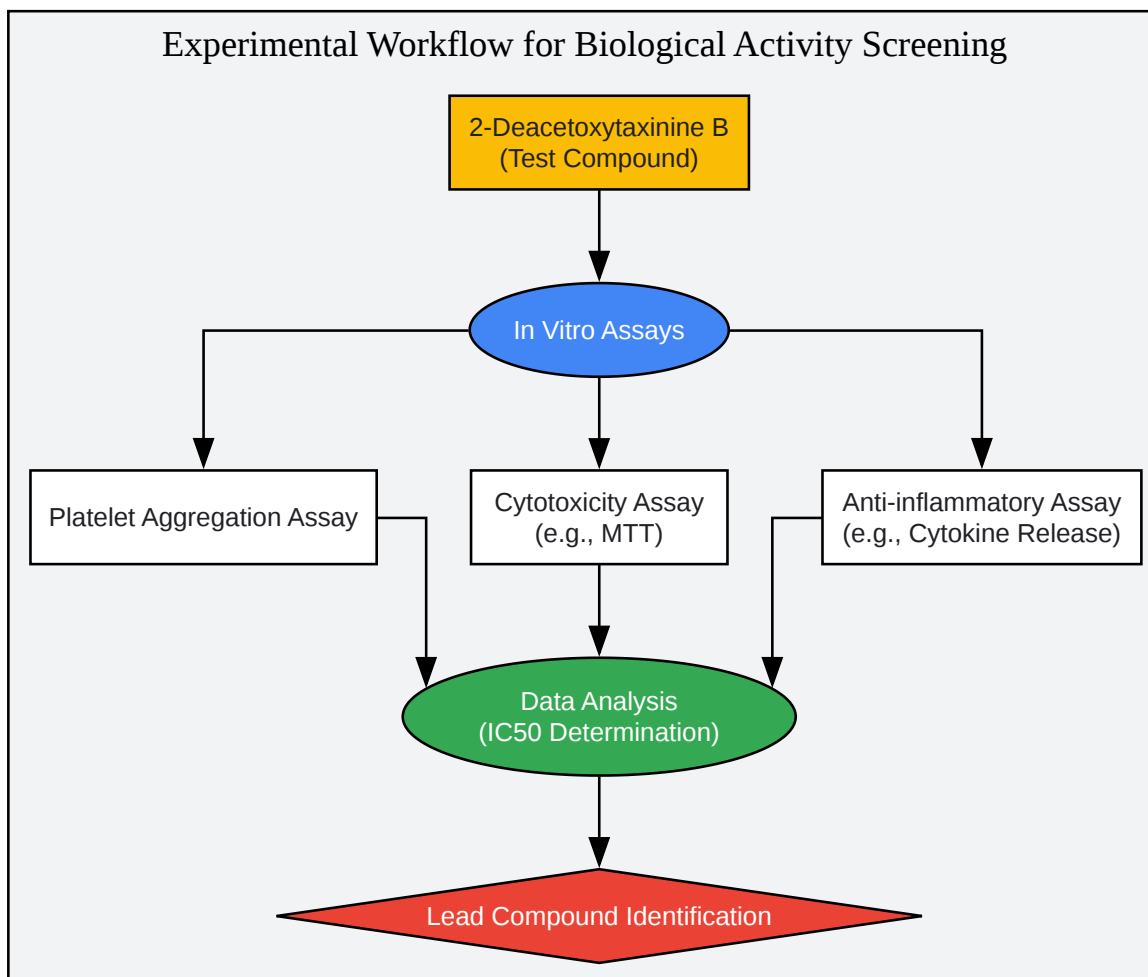 Experimental Workflow for Biological Activity Screening
2-Deacetoxytaxinine B
(Test Compound)
In Vitro Assays
Platelet Aggregation Assay
Cytotoxicity Assay
(e.g., MTT)
Anti-inflammatory Assay
(e.g., Cytokine Release)
Data Analysis
(IC50 Determination)
Lead Compound Identification